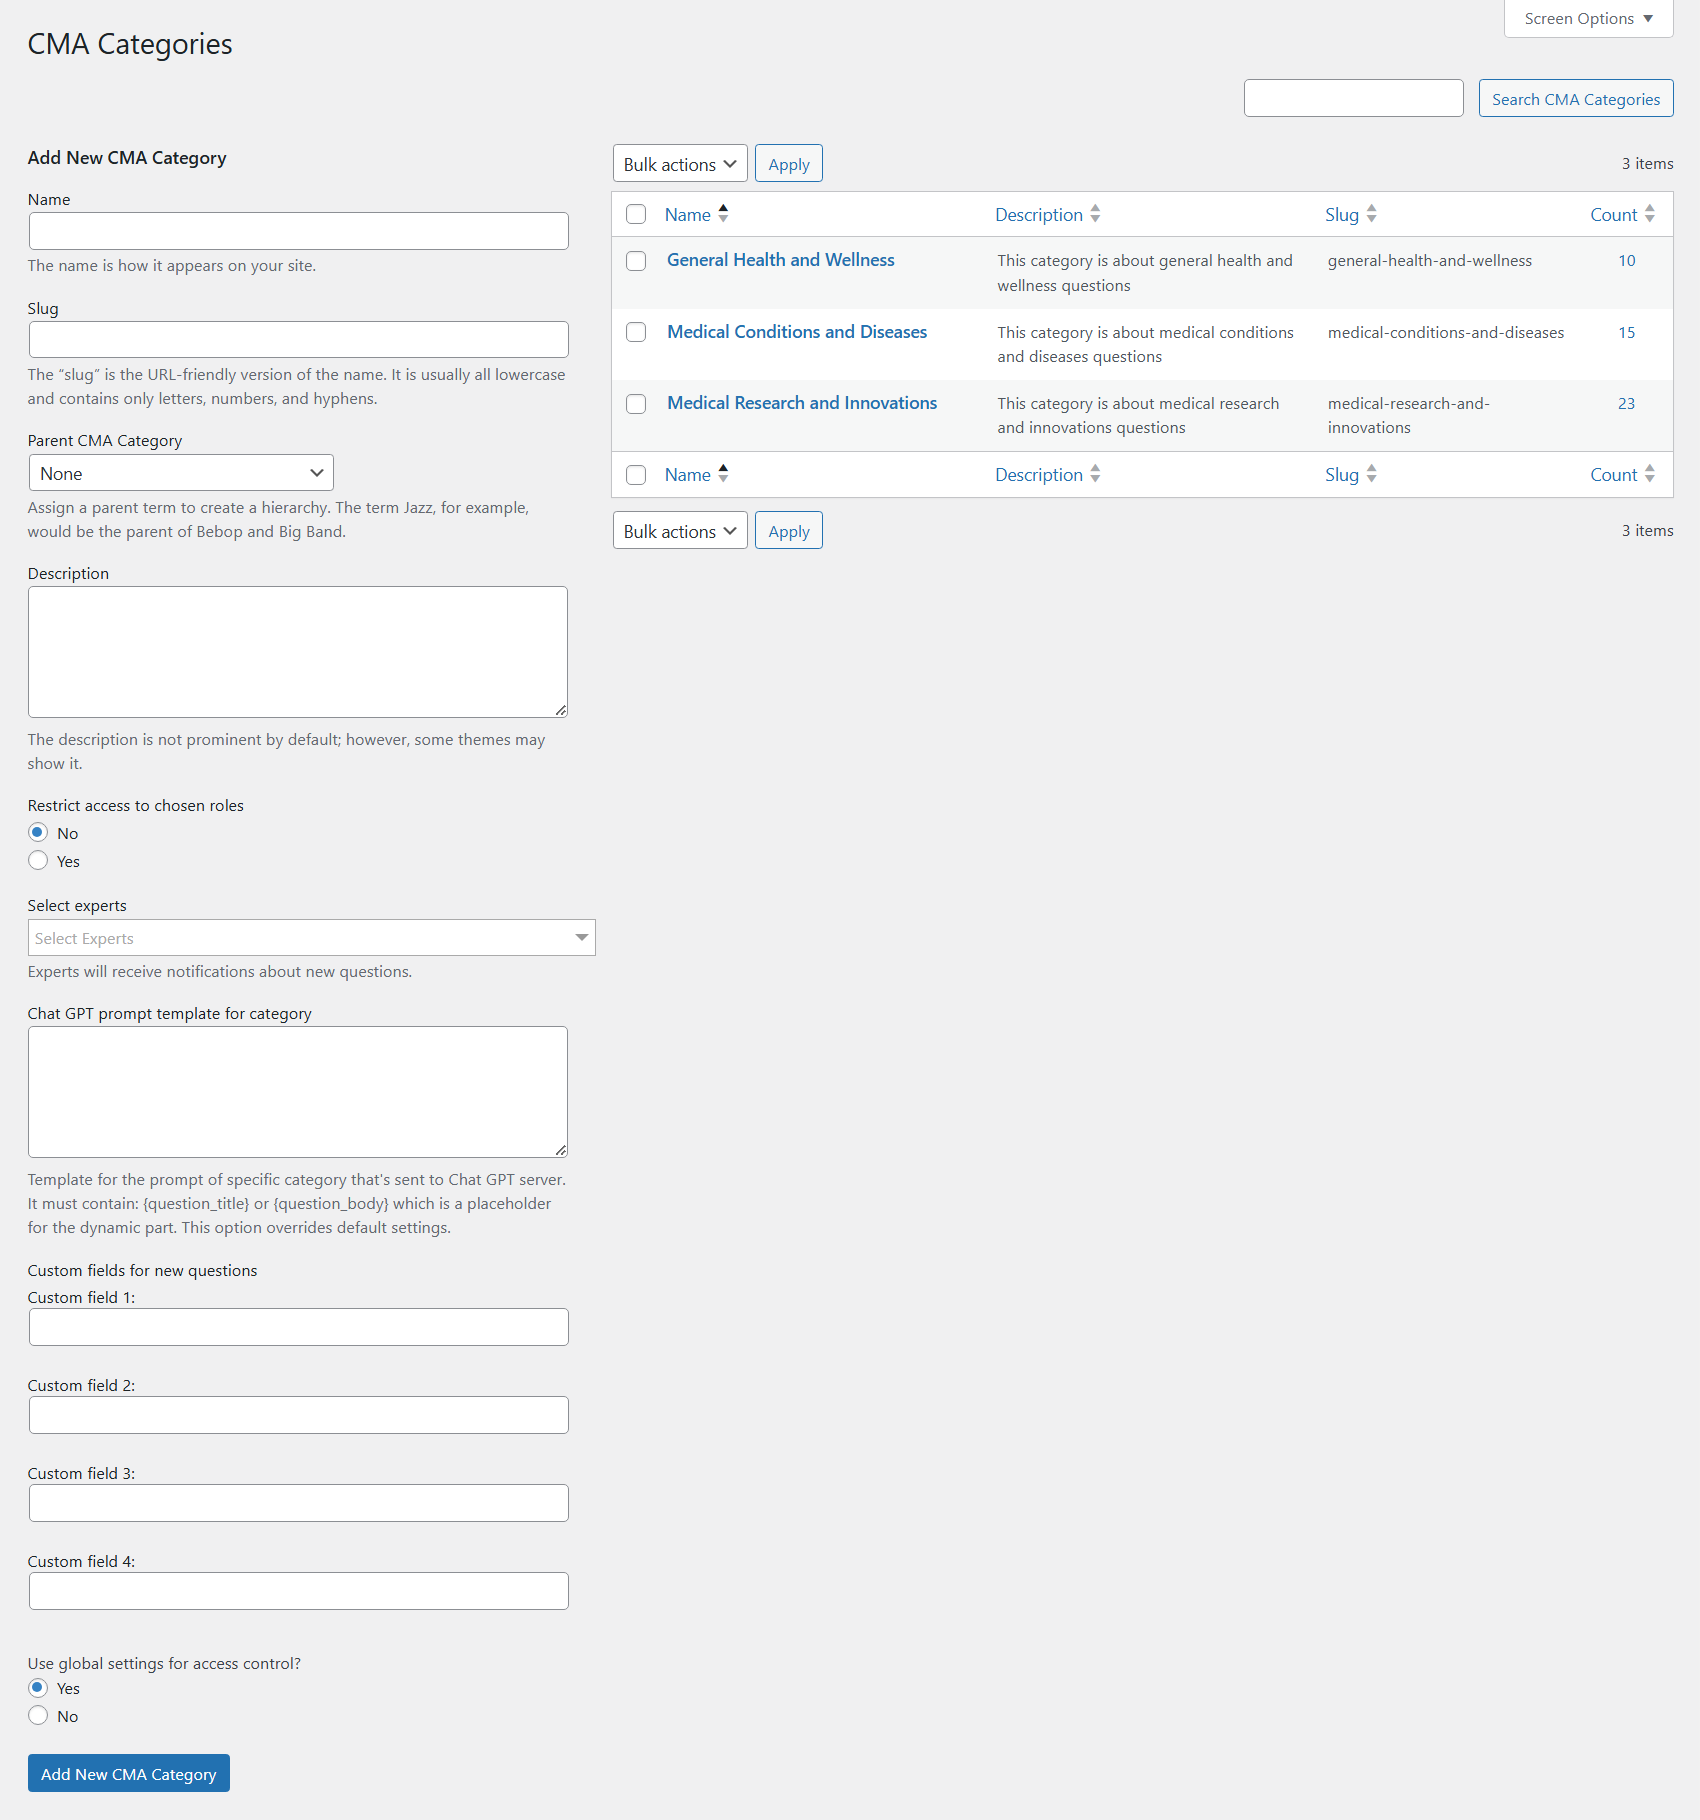 Screen Options
CMA Categories
Search CMA Categories
Add New CMA Category
Name
The name is how it appears on your site.
Slug
The “slug” is the URL-friendly version of the name. It is usually all lowercase
and contains only letters, numbers, and hyphens.
Parent CMA Category
None
Assign a parent term to create a hierarchy. The term Jazz, for example,
would be the parent of Bebop and Big Band.
Description
The description is not prominent by default; however, some themes may
show it.
Restrict access to chosen roles
No
Yes
Select experts
Select Experts
Experts will receive notifications about new questions.
Chat GPT prompt template for category
Template for the prompt of specific category that's sent to Chat GPT server.
It must contain: {question_title} or {question_body} which is a placeholder
for the dynamic part. This option overrides default settings.
Custom fields for new questions
Custom field 1:
Custom field 2:
Custom field 3:
Custom field 4:
Use global settings for access control?
Yes
No
Add New CMA Category
Bulk actions Apply 3 items
Name Description Slug Count
General Health and Wellness This category is about general health and general-health-and-wellness 10
wellness questions
Medical Conditions and Diseases This category is about medical conditions medical-conditions-and-diseases 15
and diseases questions
Medical Research and Innovations This category is about medical research medical-research-and- 23
and innovations questions innovations
Name Description Slug Count
Bulk actions Apply 3 items